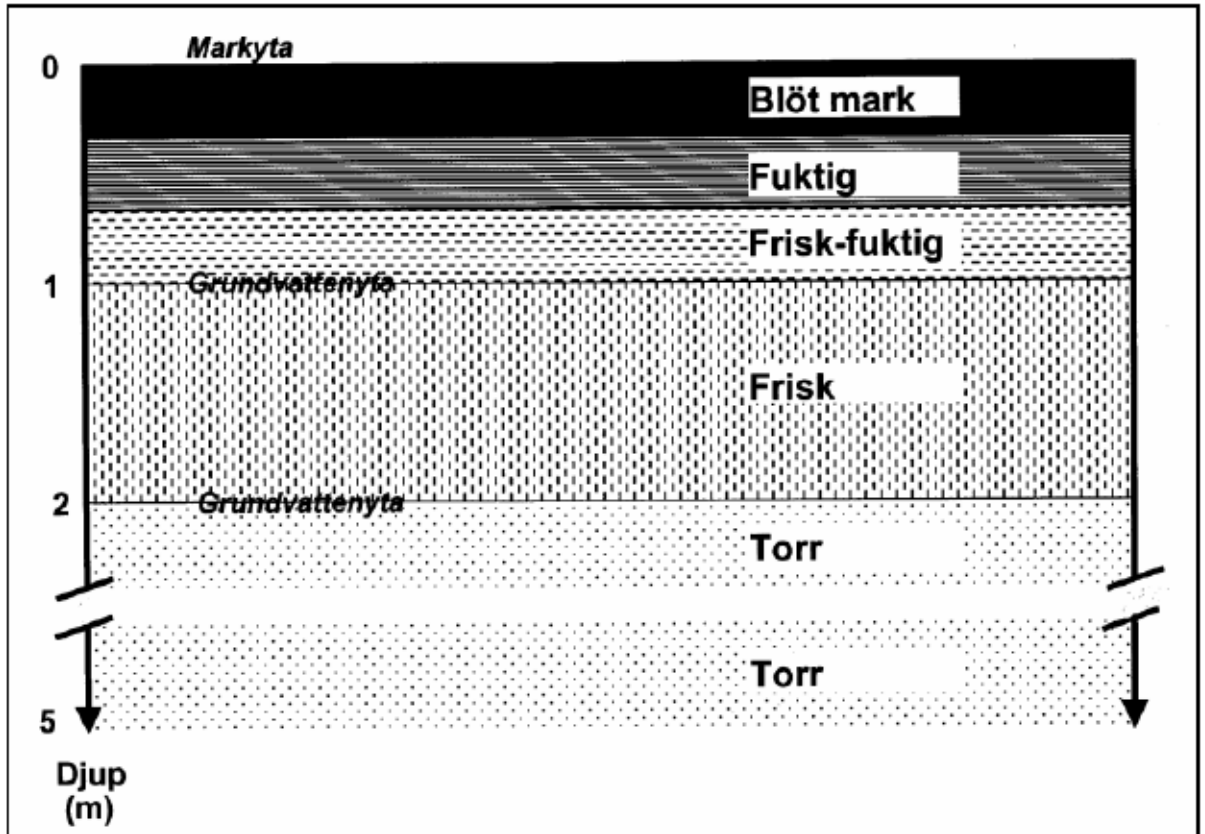 Markyta
0
Blöt mark
Fuktig
Frisk-fuktig
1 Grundvattenyta
Frisk
2 Grundvattenyta
Torr
Torr
5
Djup
(m)